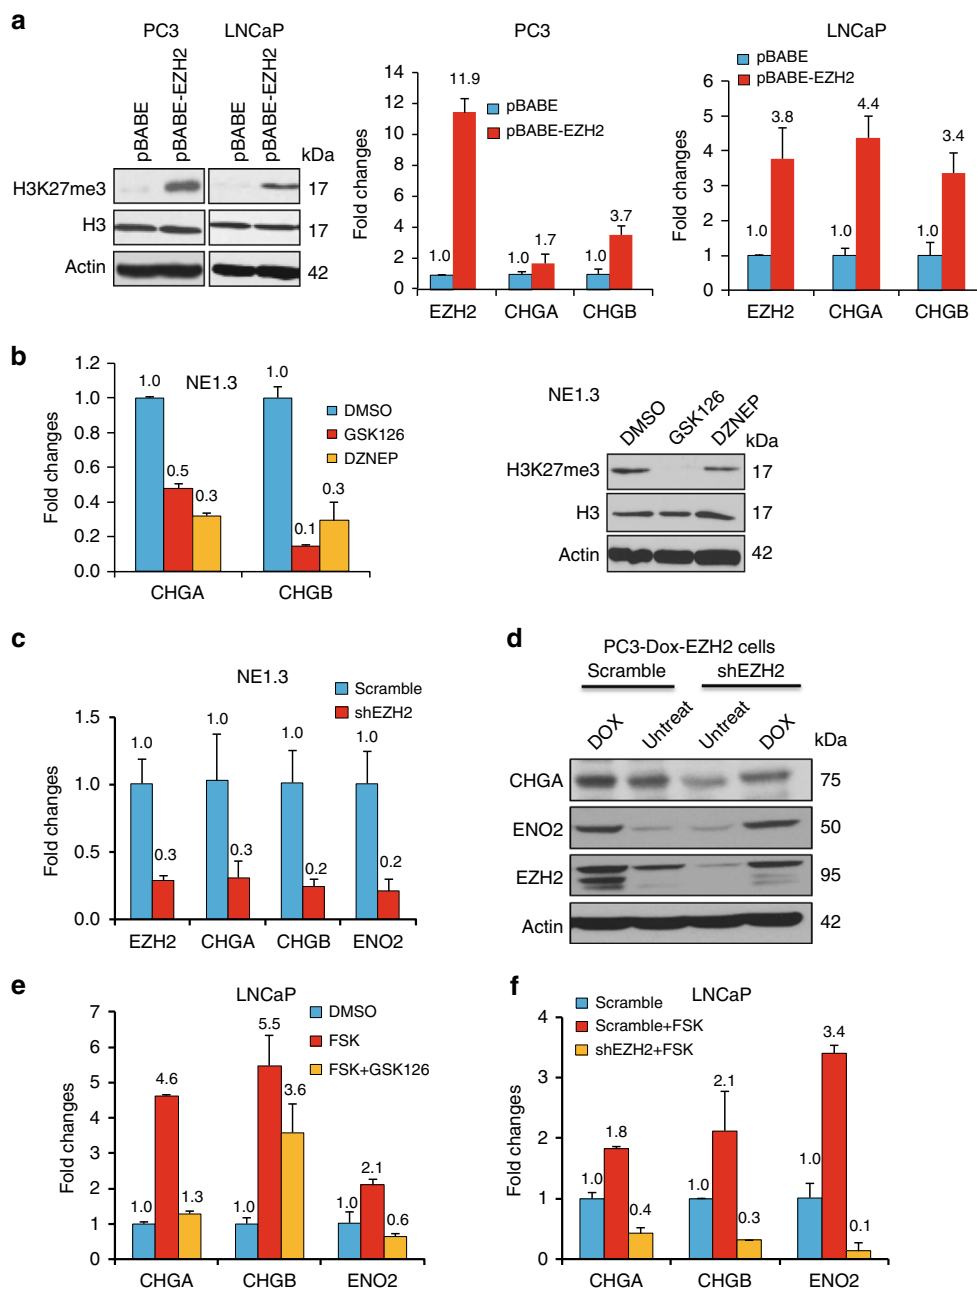 a
PC3 LNCaP
pBABE
pBABE-EZH2
pBABE
pBABE-EZH2
kDa
H3K27me3 17
H3 17
Actin 42
PC3
Fold changes
14
12
10
8
6
4
2
0
pBABE
pBABE-EZH2
11.9
1.0
1.0 1.7
1.0 3.7
EZH2 CHGA CHGB
LNCaP
pBABE
pBABE-EZH2
Fold changes
6
5
4
3
2
1
0
1.0 3.8
1.0 4.4
1.0 3.4
EZH2 CHGA CHGB
b
NE1.3
Fold changes
1.2
1.0
0.8
0.6
0.4
0.2
0.0
DMSO
GSK126
DZNEP
1.0 0.5 0.3
1.0 0.1 0.3
CHGA CHGB
NE1.3
DMSO
GSK126
DZNEP
kDa
H3K27me3 17
H3 17
Actin 42
c
NE1.3
Scramble
shEZH2
Fold changes
1.5
1.0
0.5
0.0
1.0 0.3
1.0 0.3
1.0 0.2
1.0 0.2
EZH2 CHGA CHGB ENO2
d
PC3-Dox-EZH2 cells
Scramble shEZH2
DOX
Untreat
Untreat
DOX
kDa
CHGA 75
ENO2 50
EZH2 95
Actin 42
e
LNCaP
DMSO
FSK
FSK+GSK126
Fold changes
7
6
5
4
3
2
1
0
1.0 4.6 1.3
1.0 5.5 3.6
1.0 2.1 0.6
CHGA CHGB ENO2
f
LNCaP
Scramble
Scramble+FSK
shEZH2+FSK
Fold changes
4
3
2
1
0
1.0 1.8 0.4
1.0 2.1 0.3
1.0 3.4 0.1
CHGA CHGB ENO2